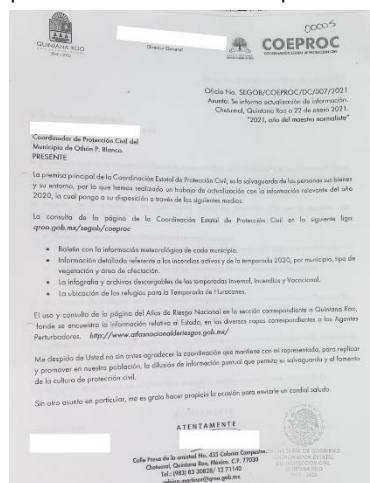 00005
QUINTANA ROO
Director General
COEPROC
COORDINACIÓN ESTATAL DE PROTECCIÓN CIVIL
Oficio No. SEGOB/COEPROC/DC/007/2021
Asunto: Se informa actualización de información.
Chetumal, Quintana Roo a 22 de enero 2021.
"2021, año del maestro normalista"
Coordinador de Protección Civil del
Municipio de Othón P. Blanco.
PRESENTE
La premisa principal de la Coordinación Estatal de Protección Civil, es la salvaguarda de las personas sus bienes
y su entorno, por lo que hemos realizado un trabajo de actualización con la información relevante del año
2020, la cual pongo a su disposición a través de los siguientes medios.
La consulta de la página de la Coordinación Estatal de Protección Civil en la siguiente liga:
qroo.gob.mx/segob/coeproc
• Boletín con la información meteorológica de cada municipio.
• Información detallada referente a los incendios activos y de la temporada 2020, por municipio, tipo de
vegetación y área de afectación.
• La infografía y archivos descargables de las temporadas Invernal, Incendios y Vacacional.
• La ubicación de los refugios para la Temporada de Huracanes.
El uso y consulta de la página del Atlas de Riesgo Nacional en la sección correspondiente a Quintana Roo,
donde se encuentra la información relativa al Estado, en las diversas capas correspondientes a los Agentes
Perturbadores. http://www.atlasnacionalderiesgos.gob.mx/
Me despido de Usted no sin antes agradecer la coordinación que mantiene con mi representada, para replicar
y promover en nuestra población, la difusión de información puntual que permita su salvaguarda y el fomento
de la cultura de protección civil.
Sin otro asunto en particular, me es grato hacer propicia la ocasión para enviarle un cordial saludo.
ATENTAMENTE
Calle Presa de la amistad No. 435 Colonia Campestre.
Chetumal, Quintana Roo, México. C.P. 77030
Tel.: (983) 83 30828/ 12 71140